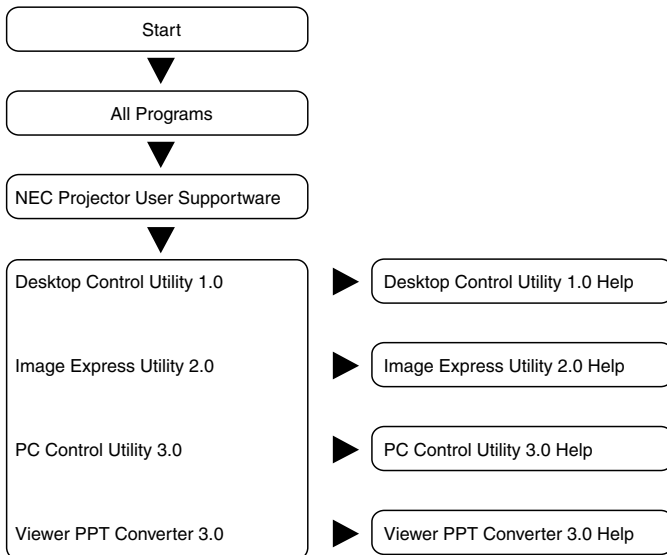 Start
All Programs
NEC Projector User Supportware
Desktop Control Utility 1.0
Desktop Control Utility 1.0 Help
Image Express Utility 2.0
Image Express Utility 2.0 Help
PC Control Utility 3.0
PC Control Utility 3.0 Help
Viewer PPT Converter 3.0
Viewer PPT Converter 3.0 Help